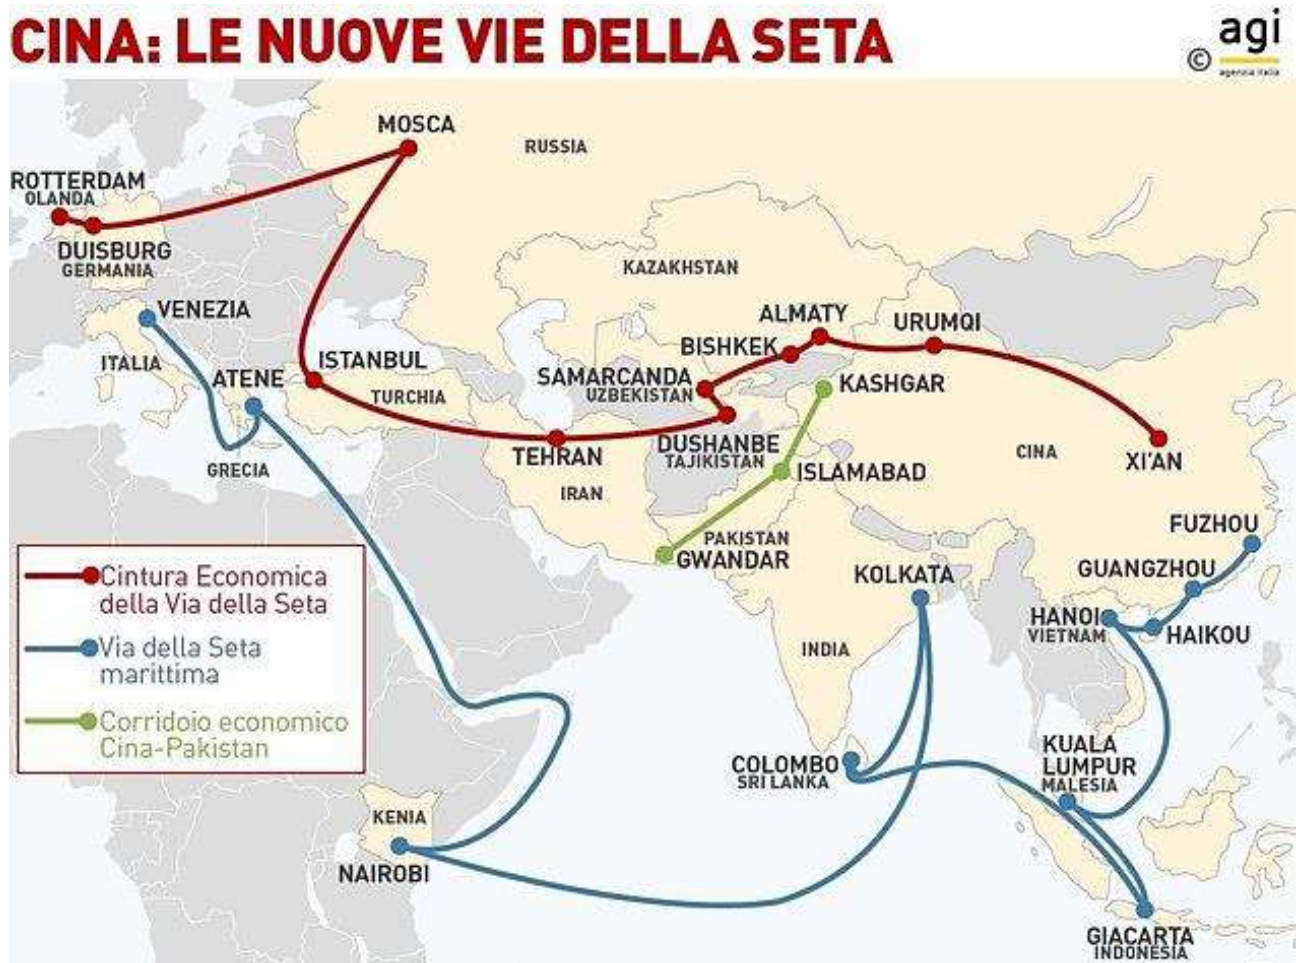 CINA: LE NUOVE VIE DELLA SETA
© agi
agenzia italia
MOSCA
RUSSIA
ROTTERDAM
OLANDA
DUISBURG
GERMANIA
KAZAKHSTAN
VENEZIA
ALMATY
URUMQI
BISHKEK
ITALIA
ISTANBUL
ATENE
TURCHIA
SAMARCANDA
UZBEKISTAN
KASHGAR
DUSHANBE
TAJIKISTAN
TEHRAN
GRECIA
IRAN
ISLAMABAD
CINA
XI'AN
FUZHOU
PAKISTAN
GWANDAR
KOLKATA
GUANGZHOU
HANOI
VIETNAM
HAIKOU
INDIA
Cintura Economica
della Via della Seta
Via della Seta
marittima
Corridoio economico
Cina-Pakistan
COLOMBO
SRI LANKA
KUALA
LUMPUR
MALESIA
KENIA
NAIROBI
GIACARTA
INDONESIA